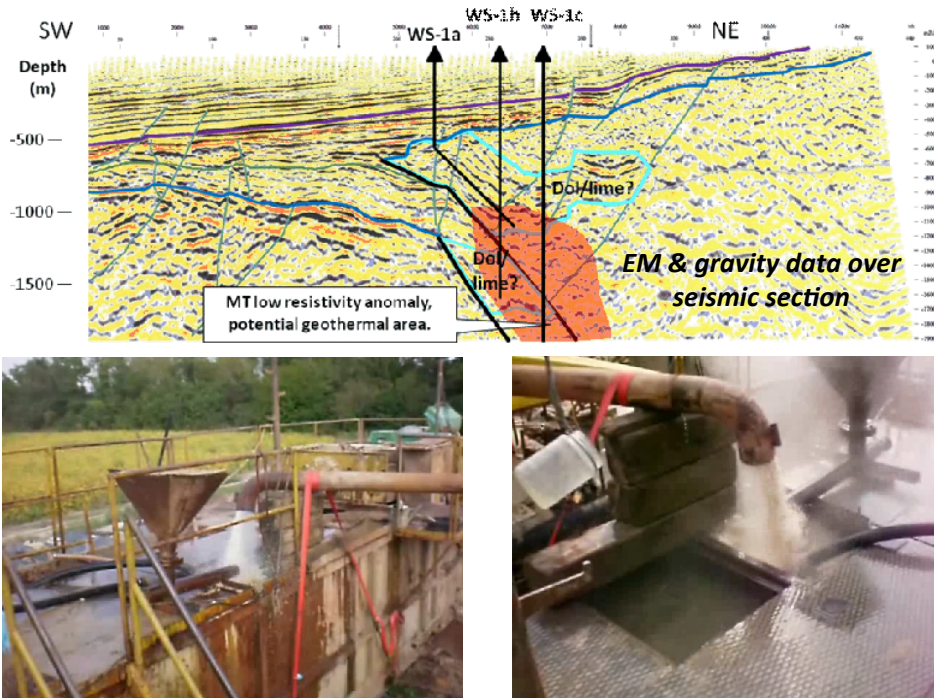 SW
WS-1a
WS-1b
WS-1c
NE
Depth
(m)
-500
-1000
-1500
Dol/lime?
Dol/
lime?
MT low resistivity anomaly,
potential geothermal area.
EM & gravity data over
seismic section